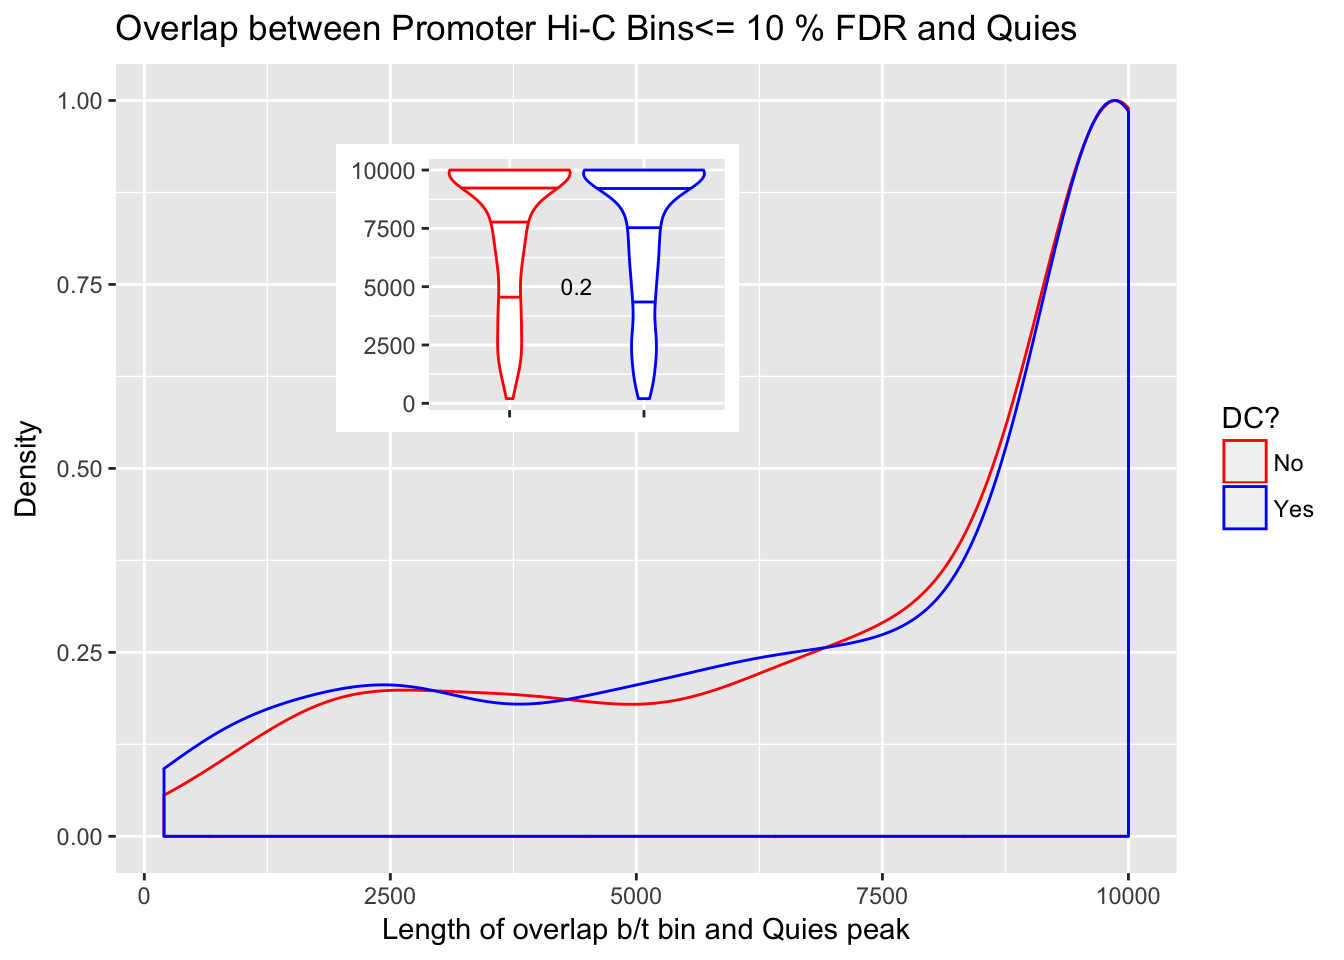 Overlap between Promoter Hi-C Bins<= 10 % FDR and Quies
1.00
0.75
0.50
0.25
0.00
Density
10000
7500
5000
2500
0
0.2
DC?
No
Yes
0 2500 5000 7500 10000
Length of overlap b/t bin and Quies peak